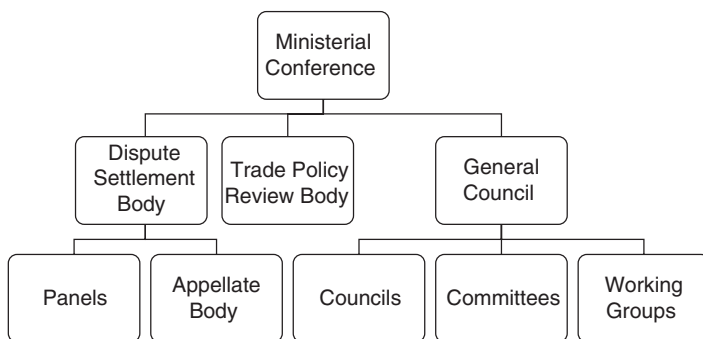 Ministerial
Conference
Dispute
Settlement
Body
Trade Policy
Review Body
General
Council
Panels
Appellate
Body
Councils
Committees
Working
Groups